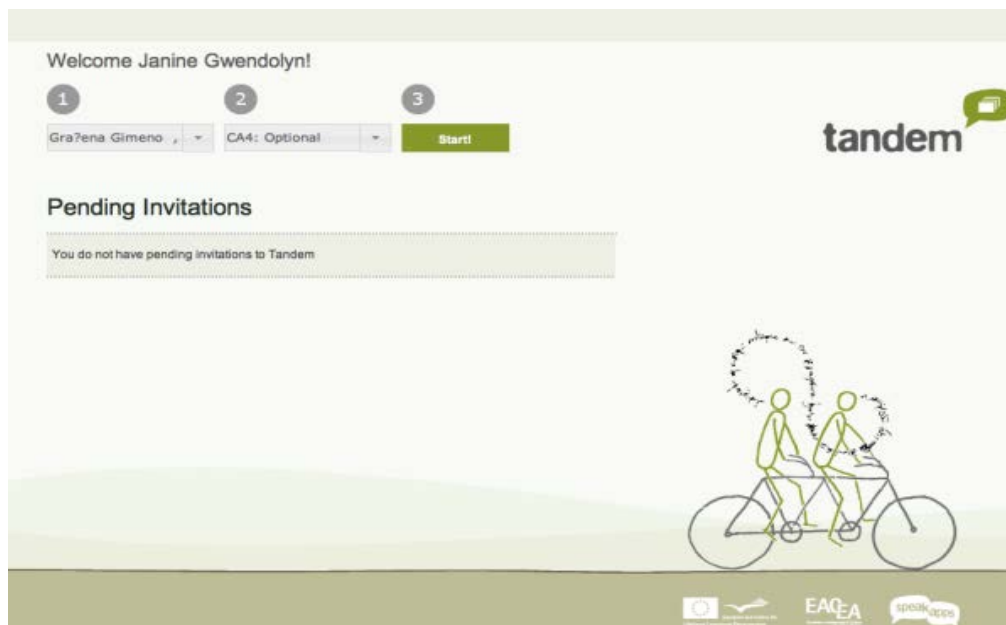 Welcome Janine Gwendolyn!
1 2 3
Gra?ena Gimeno , CA4: Optional Start!
tandem
Pending Invitations
You do not have pending invitations to Tandem
EACEA
speakapps